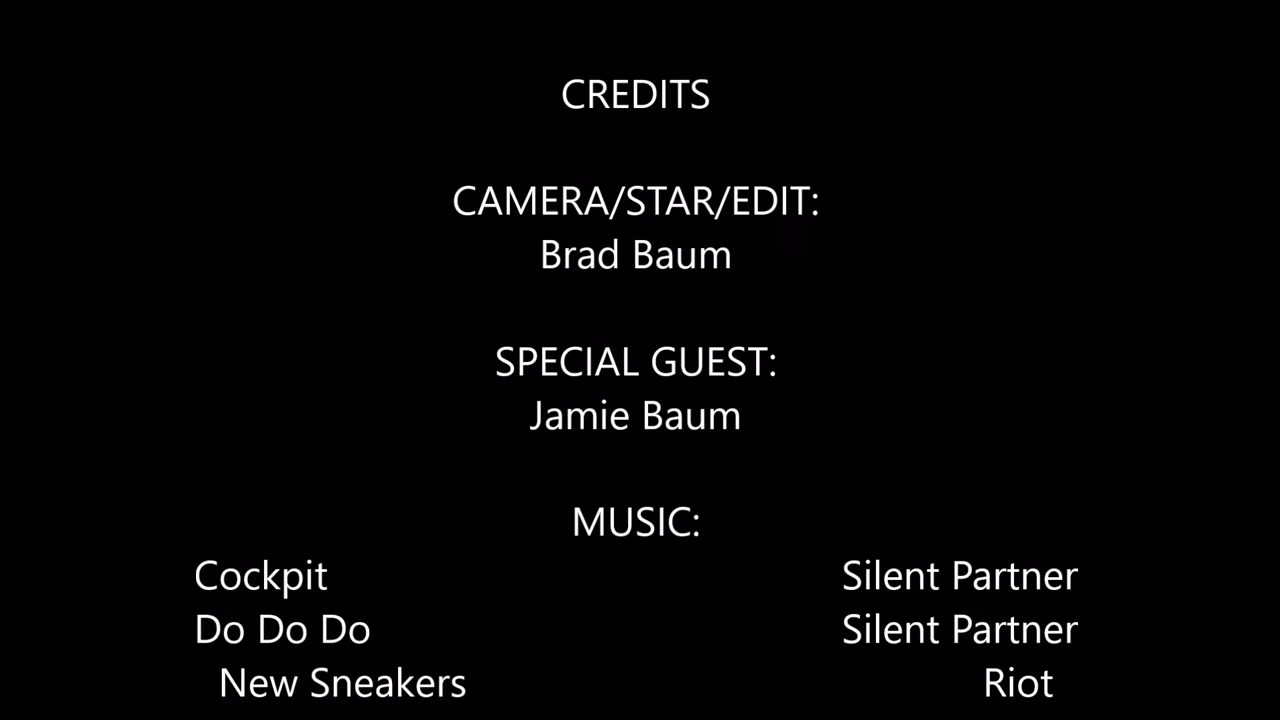 CREDITS
CAMERA/STAR/EDIT:
Brad Baum
SPECIAL GUEST:
Jamie Baum
MUSIC:
Cockpit Silent Partner
Do Do Do Silent Partner
New Sneakers Riot